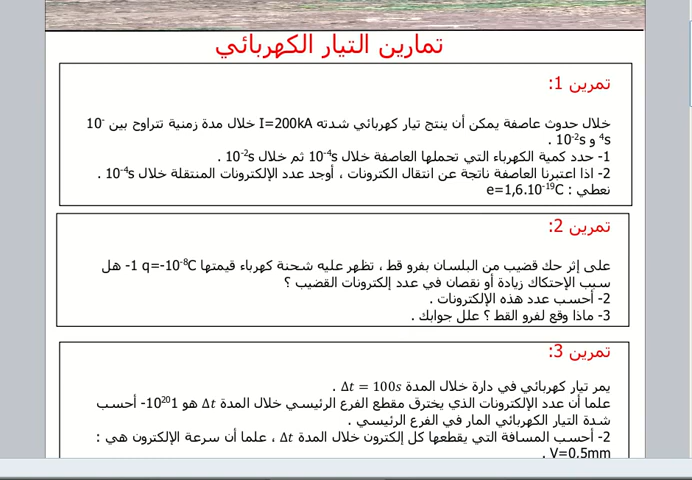 تمارين التيار الكهربائي
تمرين 1:
خلال حدوث عاصفة يمكن أن ينتج تيار كهربائي شدته I=200kA خلال مدة زمنية تتراوح بين 10⁻
⁴s و 10⁻²s .
1- حدد كمية الكهرباء التي تحملها العاصفة خلال 10⁻⁴s ثم خلال 10⁻²s .
2- اذا اعتبرنا العاصفة ناتجة عن انتقال الكترونات ، أوجد عدد الإلكترونات المنتقلة خلال 10⁻⁴s .
نعطي : e=1,6.10⁻¹⁹C
تمرين 2:
على إثر حك قضيب من البلسان بفرو قط ، تظهر عليه شحنة كهرباء قيمتها q=-10⁻⁸C 1- هل
سبب الإحتكاك زيادة أو نقصان في عدد إلكترونات القضيب ؟
2- أحسب عدد هذه الإلكترونات .
3- ماذا وقع لفرو القط ؟ علل جوابك .
تمرين 3:
يمر تيار كهربائي في دارة خلال المدة Δt = 100s .
علما أن عدد الإلكترونات الذي يخترق مقطع الفرع الرئيسي خلال المدة Δt هو 10²⁰1- أحسب
شدة التيار الكهربائي المار في الفرع الرئيسي .
2- أحسب المسافة التي يقطعها كل إلكترون خلال المدة Δt ، علما أن سرعة الإلكترون هي :
V=0,5mm .